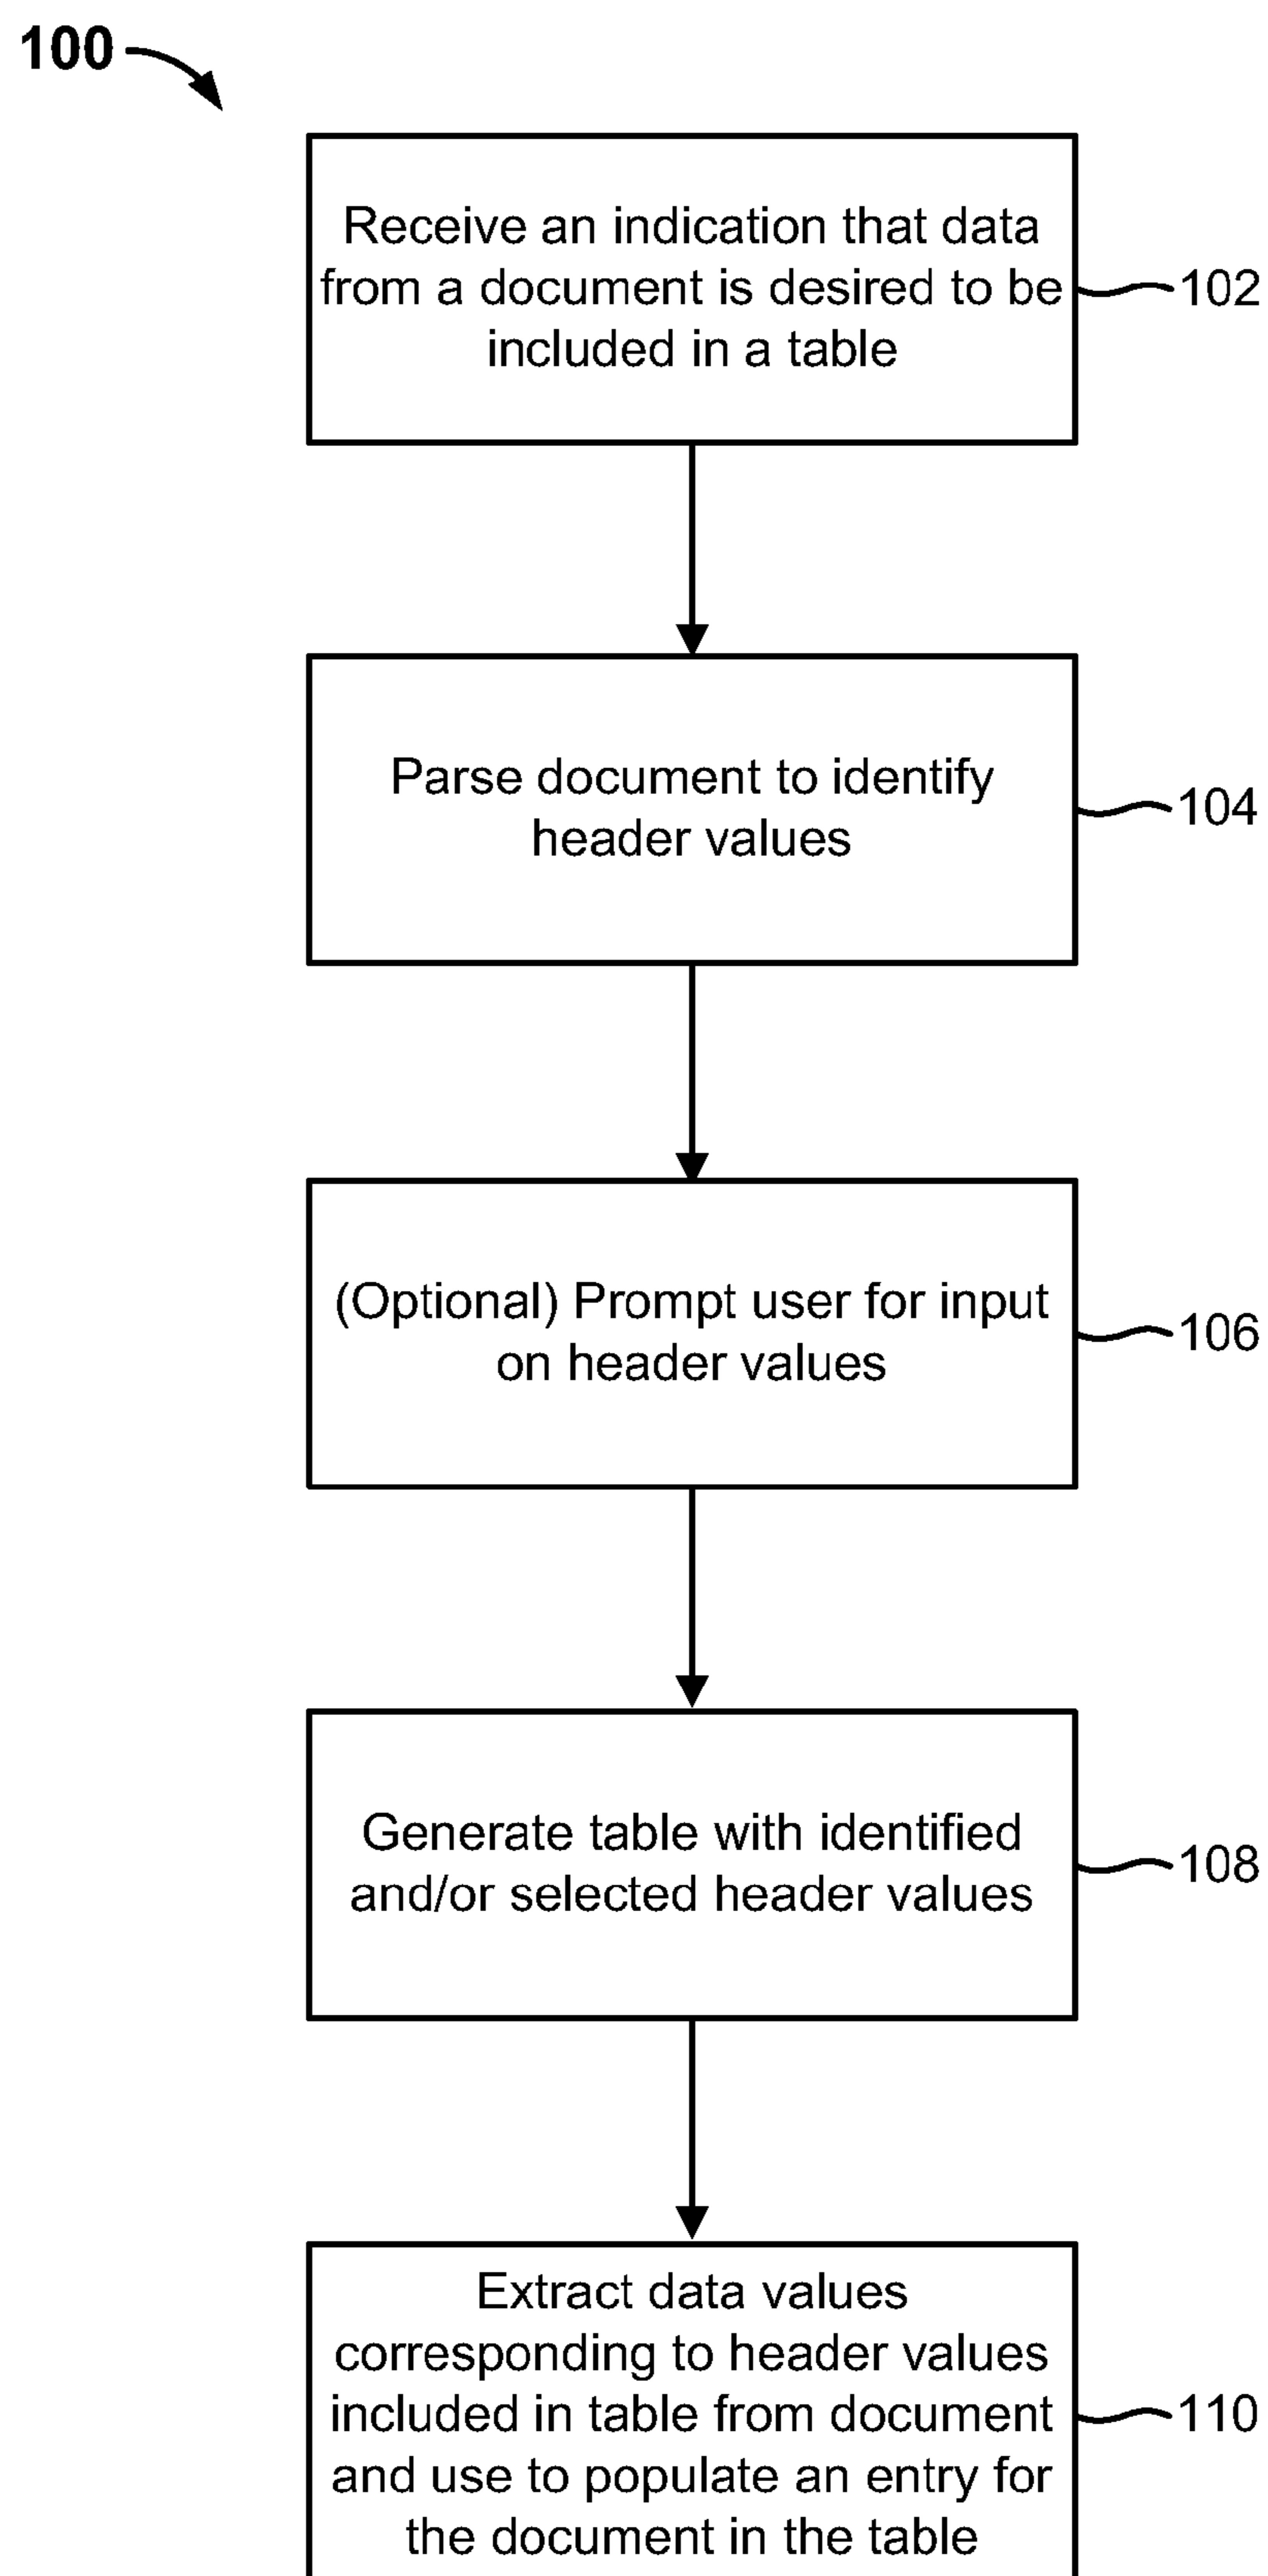 100
Receive an indication that data
from a document is desired to be
included in a table
102
Parse document to identify
header values
104
(Optional) Prompt user for input
on header values
106
Generate table with identified
and/or selected header values
108
Extract data values
corresponding to header values
included in table from document
and use to populate an entry for
the document in the table
110